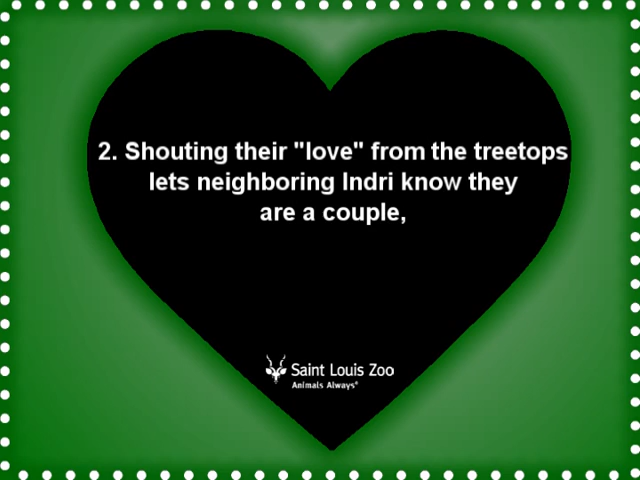 2. Shouting their "love" from the treetops
lets neighboring Indri know they
are a couple,
Saint Louis Zoo
Animals Always®